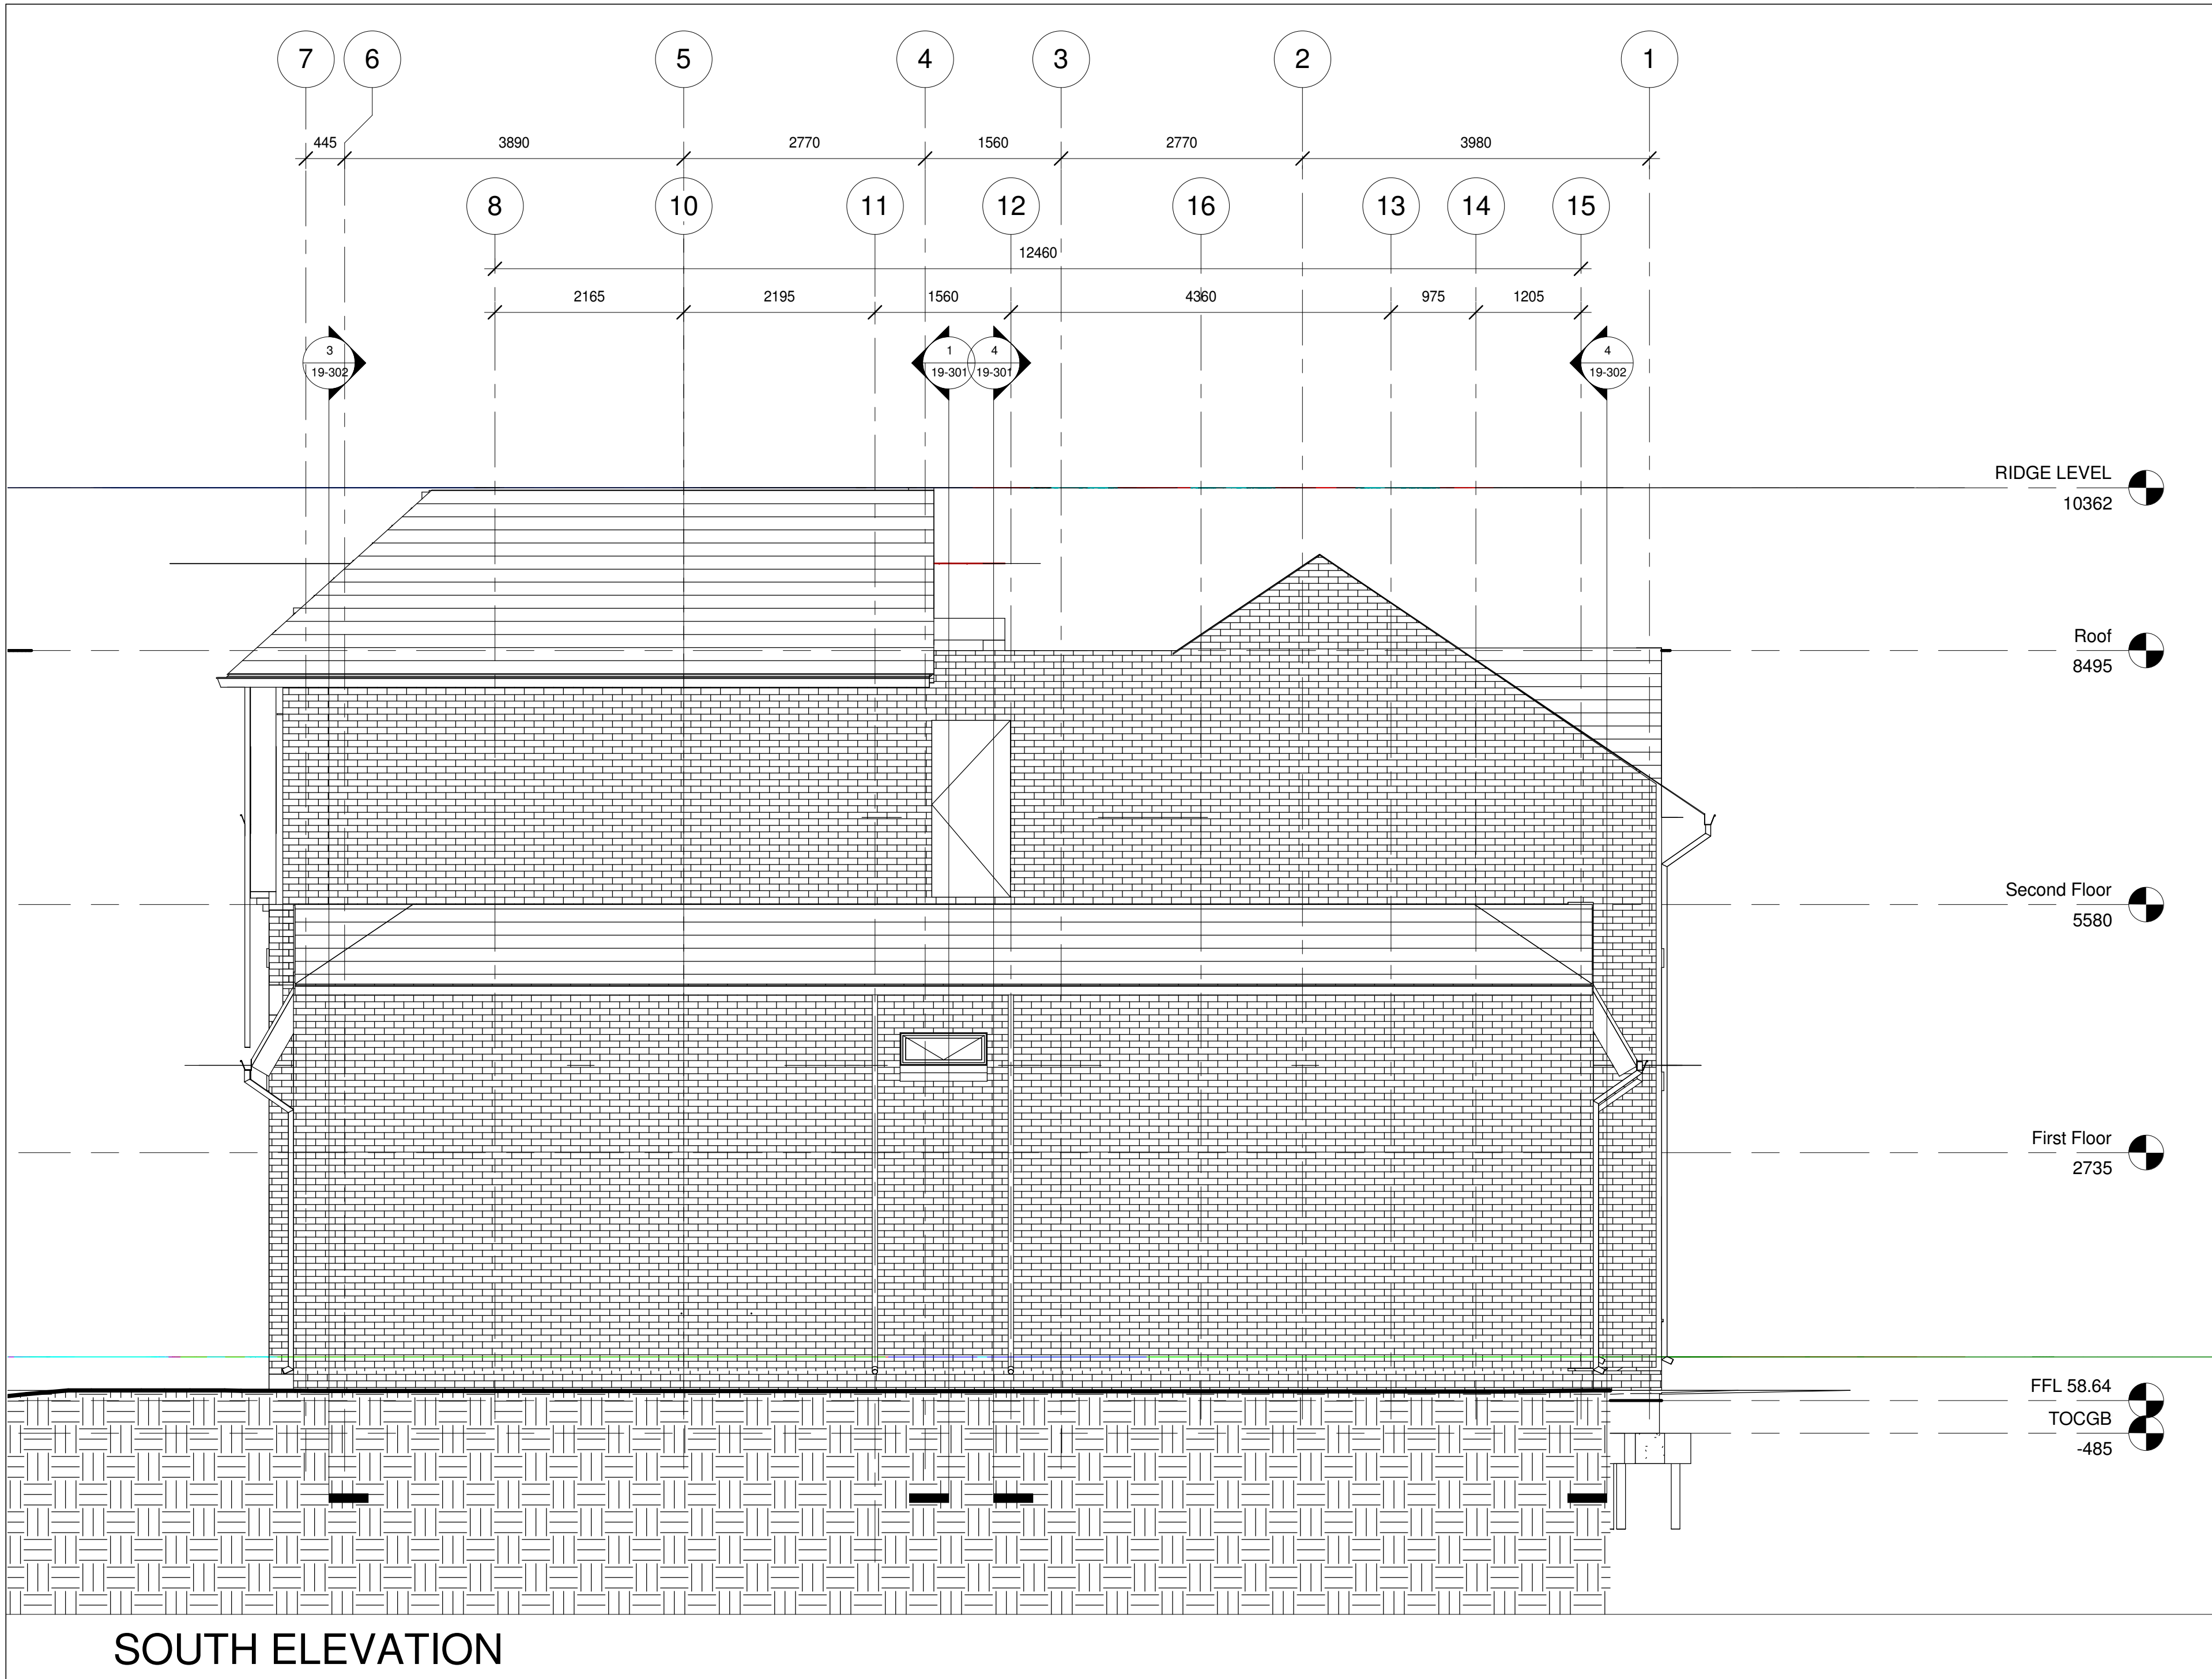 7 6 5 4 3 2 1
445 3890 2770 1560 2770 3980
8 10 11 12 16 13 14 15
12460
2165 2195 1560 4360 975 1205
3 1 4 4
19-302 19-301 19-301 19-302
RIDGE LEVEL
10362
Roof
8495
Second Floor
5580
First Floor
2735
FFL 58.64
TOCGB
-485
SOUTH ELEVATION